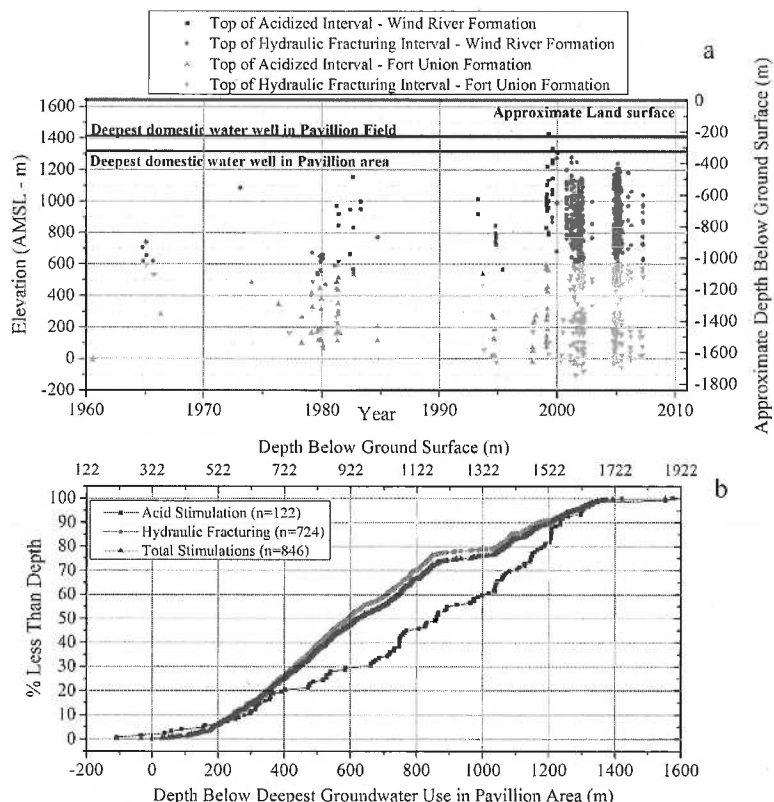 Top of Acidized Interval - Wind River Formation
Top of Hydraulic Fracturing Interval - Wind River Formation
Top of Acidized Interval - Fort Union Formation
Top of Hydraulic Fracturing Interval - Fort Union Formation
a
Approximate Land surface
Deepest domestic water well in Pavillion Field
Deepest domestic water well in Pavillion area
Elevation (AMSL - m)
1600
1400
1200
1000
800
600
400
200
0
-200
Approximate Depth Below Ground Surface (m)
0
-200
-400
-600
-800
-1000
-1200
-1400
-1600
-1800
1960 1970 1980 1990 2000 2010
Year
Depth Below Ground Surface (m)
122 322 522 722 922 1122 1322 1522 1722 1922
b
Acid Stimulation (n=122)
Hydraulic Fracturing (n=724)
Total Stimulations (n=846)
% Less Than Depth
100
90
80
70
60
50
40
30
20
10
0
-200 0 200 400 600 800 1000 1200 1400 1600
Depth Below Deepest Groundwater Use in Pavillion Area (m)